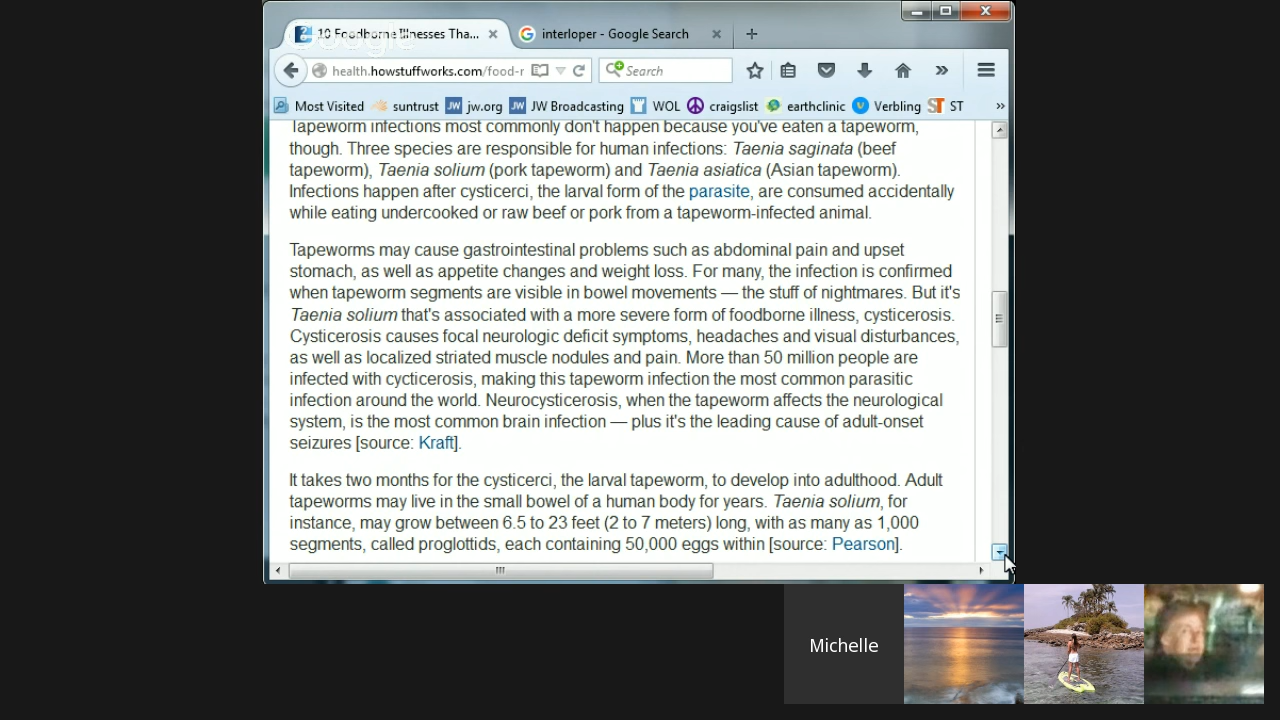 10 Foodborne Illnesses Tha...
interloper - Google Search
Google
health.howstuffworks.com/food-r
Search
Most Visited
suntrust
JW jw.org
JW JW Broadcasting
WOL
craigslist
earthclinic
V Verbling
ST ST
Tapeworm infections most commonly don't happen because you've eaten a tapeworm,
though. Three species are responsible for human infections: Taenia saginata (beef
tapeworm), Taenia solium (pork tapeworm) and Taenia asiatica (Asian tapeworm).
Infections happen after cysticerci, the larval form of the parasite, are consumed accidentally
while eating undercooked or raw beef or pork from a tapeworm-infected animal.
Tapeworms may cause gastrointestinal problems such as abdominal pain and upset
stomach, as well as appetite changes and weight loss. For many, the infection is confirmed
when tapeworm segments are visible in bowel movements — the stuff of nightmares. But it's
Taenia solium that's associated with a more severe form of foodborne illness, cysticerosis.
Cysticerosis causes focal neurologic deficit symptoms, headaches and visual disturbances,
as well as localized striated muscle nodules and pain. More than 50 million people are
infected with cycticerosis, making this tapeworm infection the most common parasitic
infection around the world. Neurocysticerosis, when the tapeworm affects the neurological
system, is the most common brain infection — plus it's the leading cause of adult-onset
seizures [source: Kraft].
It takes two months for the cysticerci, the larval tapeworm, to develop into adulthood. Adult
tapeworms may live in the small bowel of a human body for years. Taenia solium, for
instance, may grow between 6.5 to 23 feet (2 to 7 meters) long, with as many as 1,000
segments, called proglottids, each containing 50,000 eggs within [source: Pearson].
Michelle